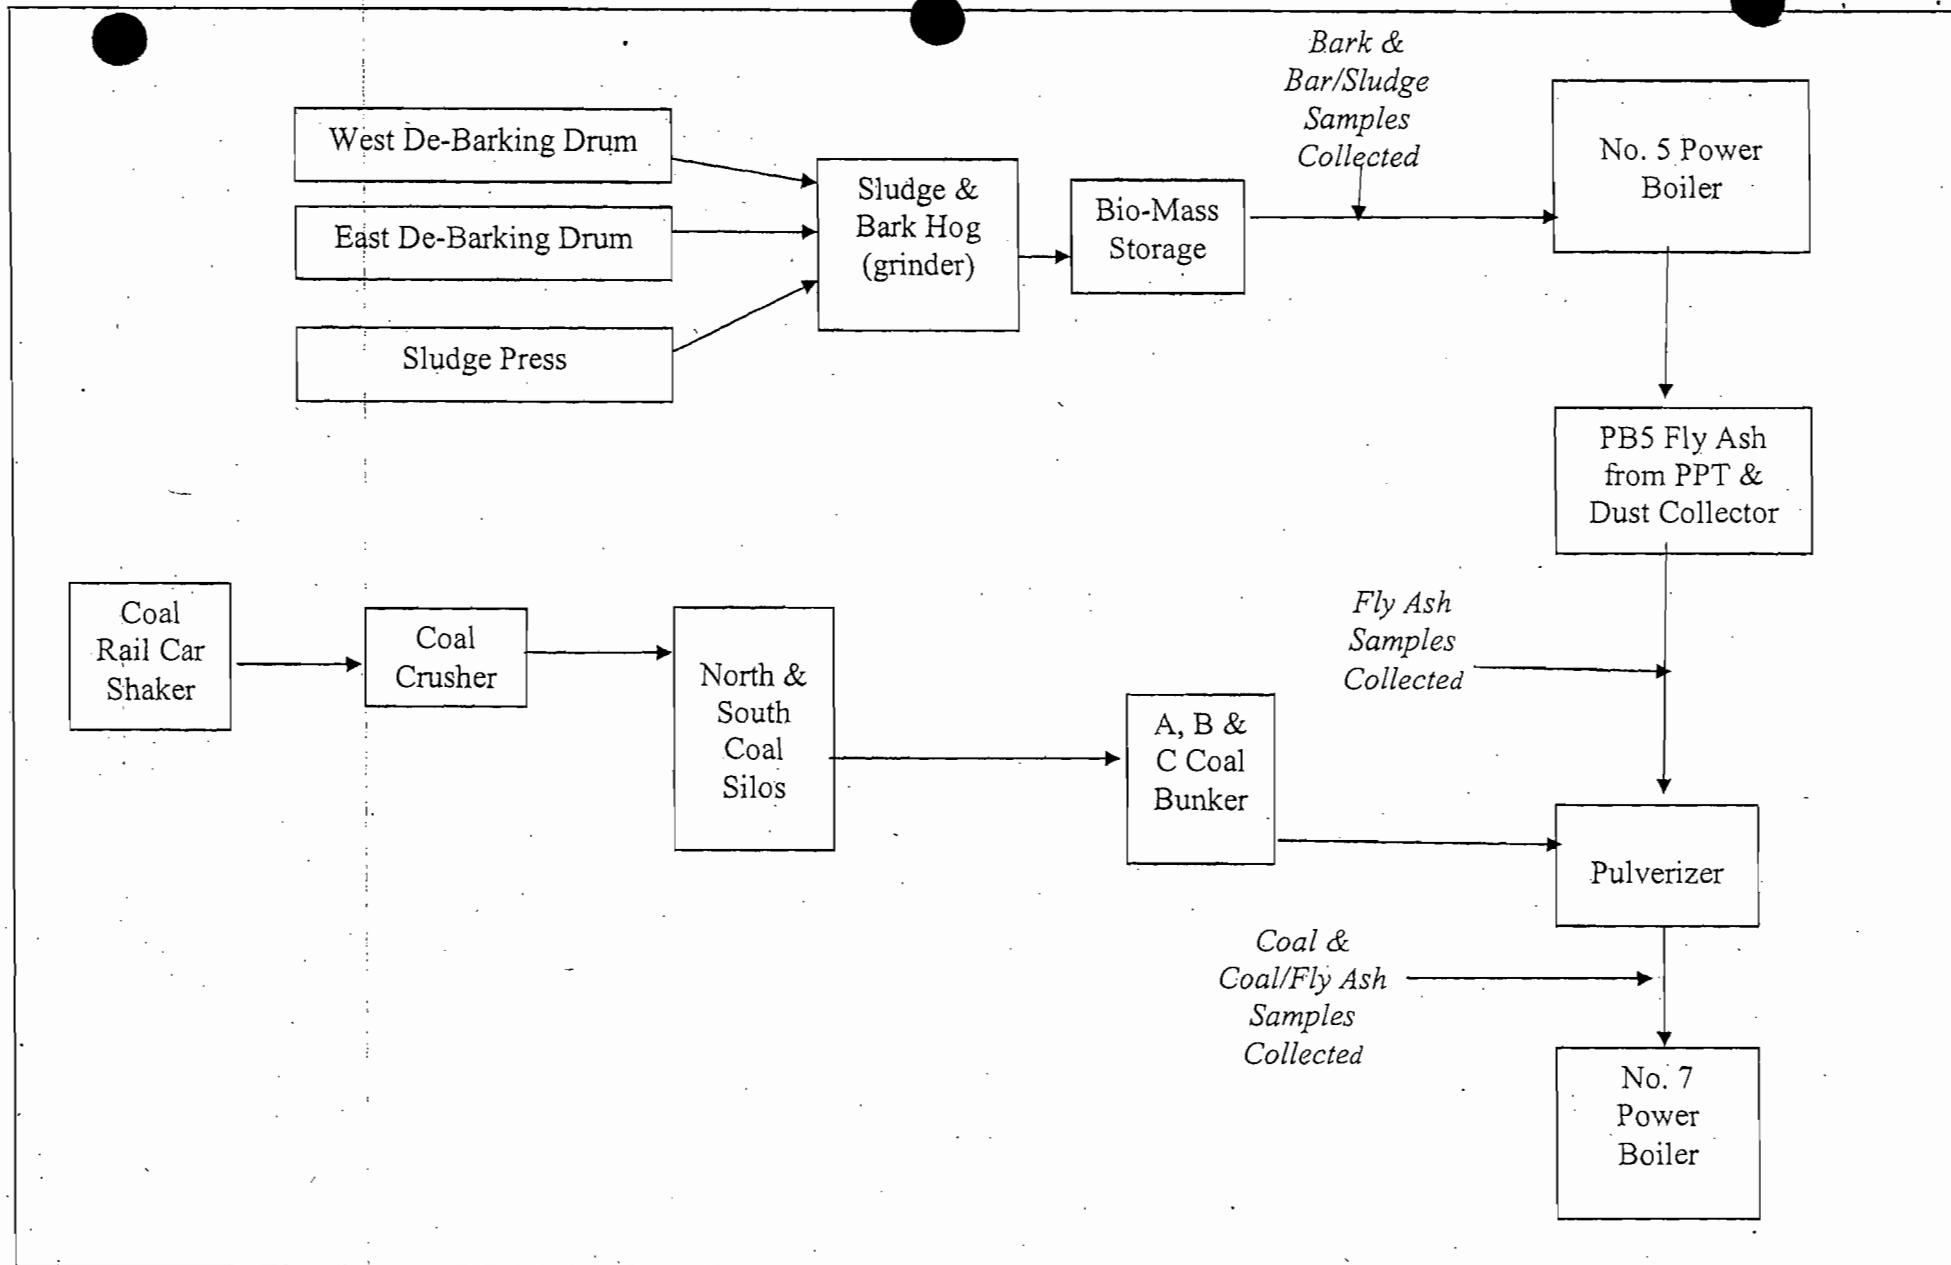 Bark &
Bar/Sludge
Samples
Collected
West De-Barking Drum
East De-Barking Drum
Sludge Press
Sludge &
Bark Hog
(grinder)
Bio-Mass
Storage
No. 5 Power
Boiler
PB5 Fly Ash
from PPT &
Dust Collector
Fly Ash
Samples
Collected
Coal
Rail Car
Shaker
Coal
Crusher
North &
South
Coal
Silos
A, B &
C Coal
Bunker
Pulverizer
Coal &
Coal/Fly Ash
Samples
Collected
No. 7
Power
Boiler